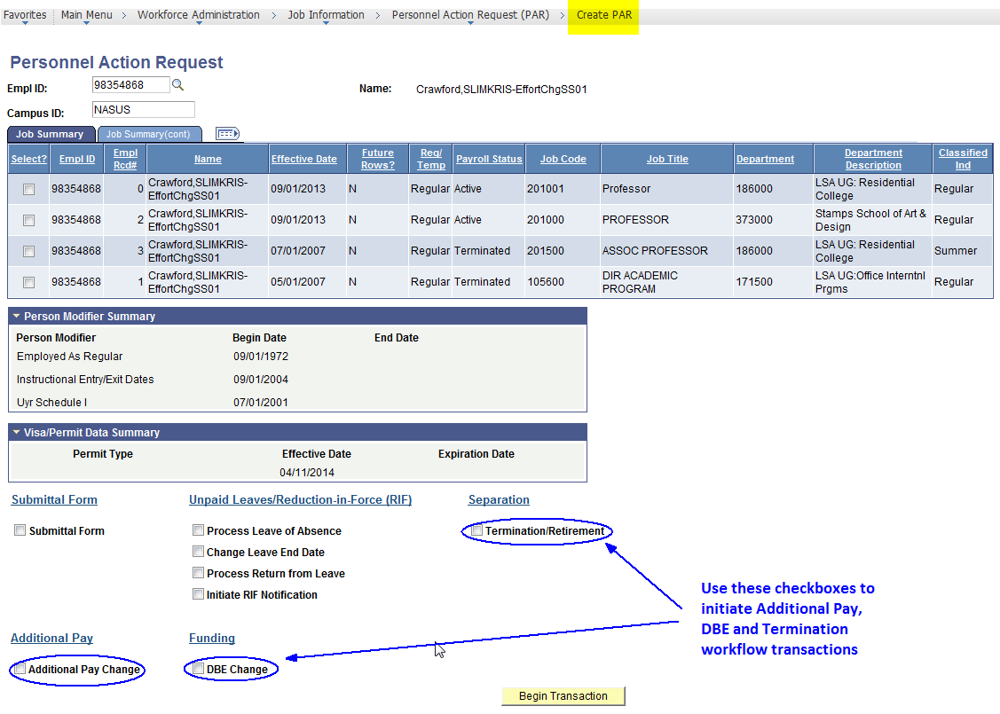 Favorites Main Menu > Workforce Administration > Job Information > Personnel Action Request (PAR) > Create PAR
Personnel Action Request
Empl ID: 98354868 Name: Crawford,SLIMKRIS-EffortChgSS01
Campus ID: NASUS
Job Summary Job Summary(cont)
Select? Empl ID Empl Rcd# Name Effective Date Future Rows? Reg/Temp Payroll Status Job Code Job Title Department Department Description Classified Ind
98354868 0 Crawford,SLIMKRIS-EffortChgSS01 09/01/2013 N Regular Active 201001 Professor 186000 LSA UG: Residential College Regular
98354868 2 Crawford,SLIMKRIS-EffortChgSS01 09/01/2013 N Regular Active 201000 PROFESSOR 373000 Stamps School of Art & Design Regular
98354868 3 Crawford,SLIMKRIS-EffortChgSS01 07/01/2007 N Regular Terminated 201500 ASSOC PROFESSOR 186000 LSA UG: Residential College Summer
98354868 1 Crawford,SLIMKRIS-EffortChgSS01 05/01/2007 N Regular Terminated 105600 DIR ACADEMIC PROGRAM 171500 LSA UG:Office Interntnl Prgms Regular
Person Modifier Summary
Person Modifier Begin Date End Date
Employed As Regular 09/01/1972
Instructional Entry/Exit Dates 09/01/2004
Uyr Schedule I 07/01/2001
Visa/Permit Data Summary
Permit Type Effective Date Expiration Date
04/11/2014
Submittal Form Unpaid Leaves/Reduction-in-Force (RIF) Separation
Submittal Form Process Leave of Absence Termination/Retirement
Change Leave End Date
Process Return from Leave
Initiate RIF Notification
Use these checkboxes to
initiate Additional Pay,
DBE and Termination
workflow transactions
Additional Pay Funding
Additional Pay Change DBE Change
Begin Transaction